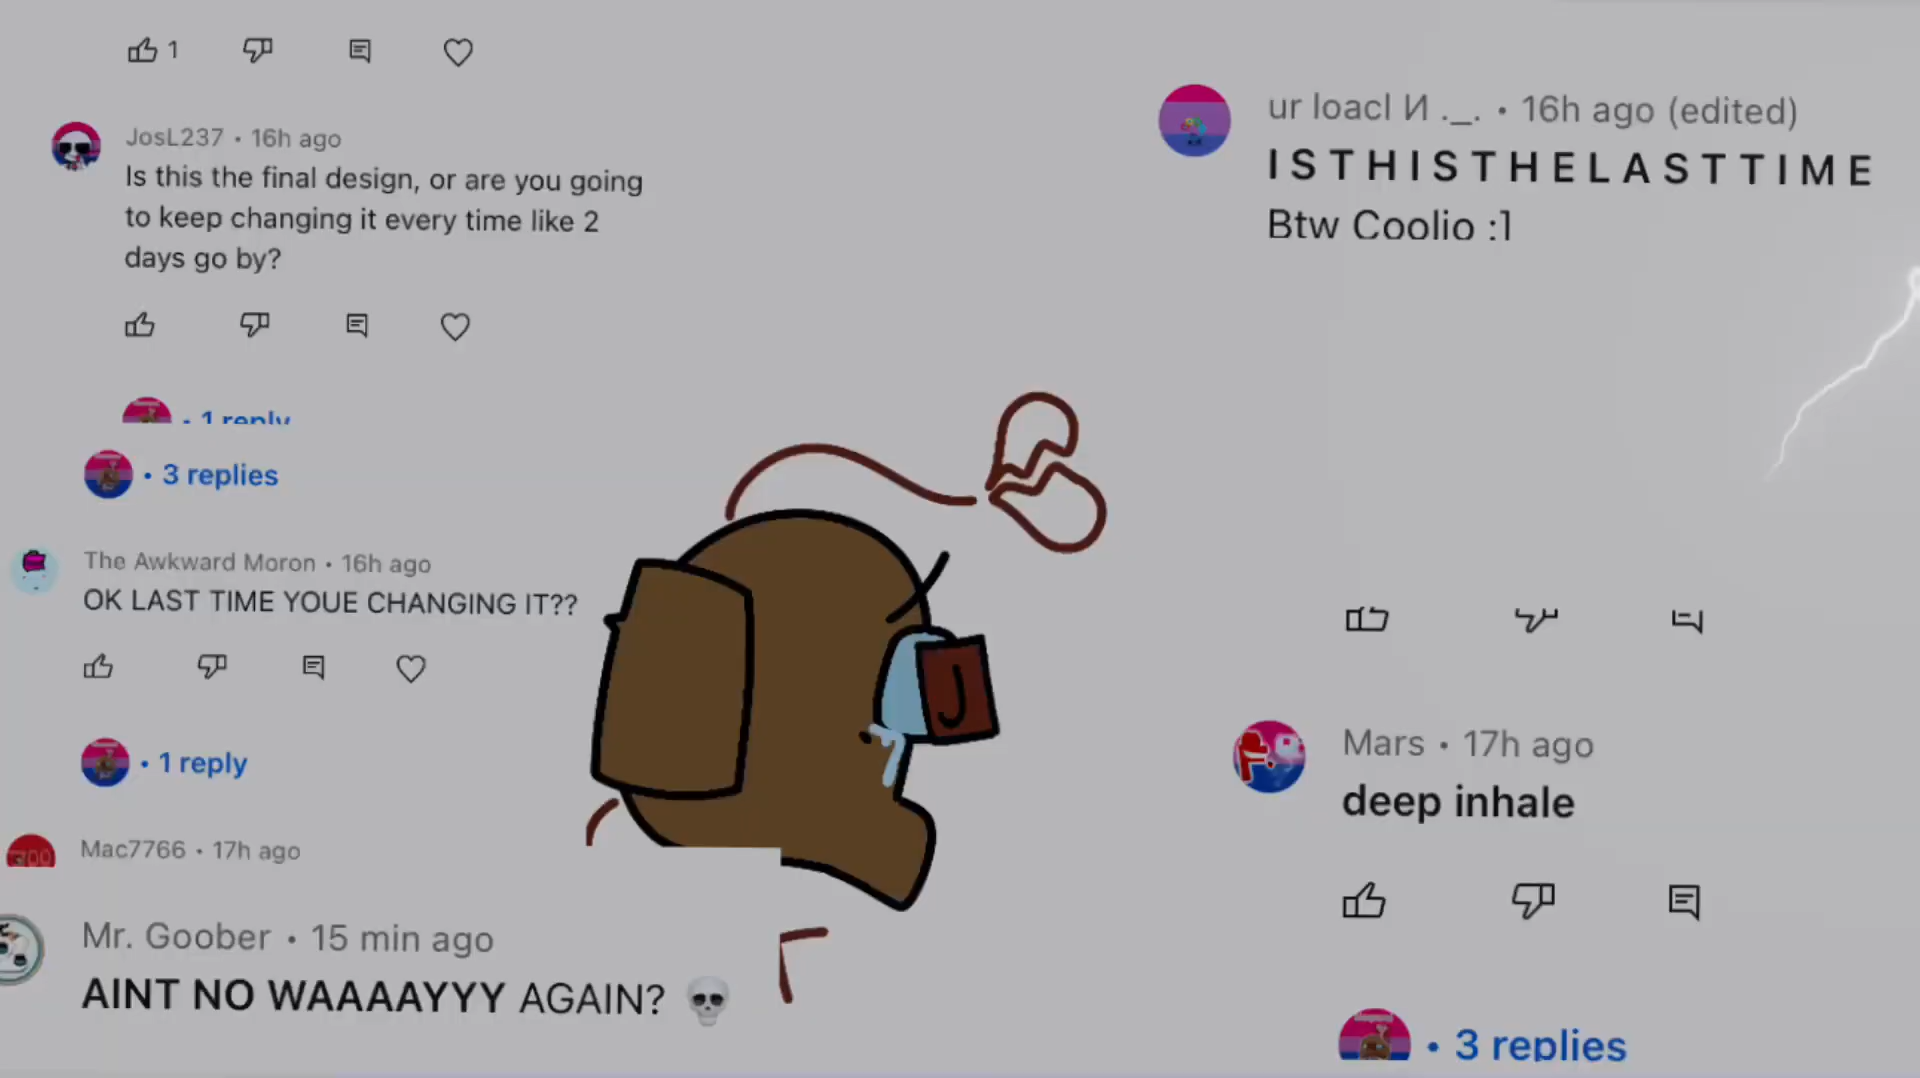 1
JosL237 • 16h ago
Is this the final design, or are you going
to keep changing it every time like 2
days go by?
• 1 reply
• 3 replies
The Awkward Moron • 16h ago
OK LAST TIME YOUE CHANGING IT??
• 1 reply
Mac7766 • 17h ago
Mr. Goober • 15 min ago
AINT NO WAAAAYYY AGAIN? 💀
J
ur loacl И ._. • 16h ago (edited)
I S T H I S T H E L A S T T I M E
Btw Coolio :]
Mars • 17h ago
deep inhale
• 3 replies